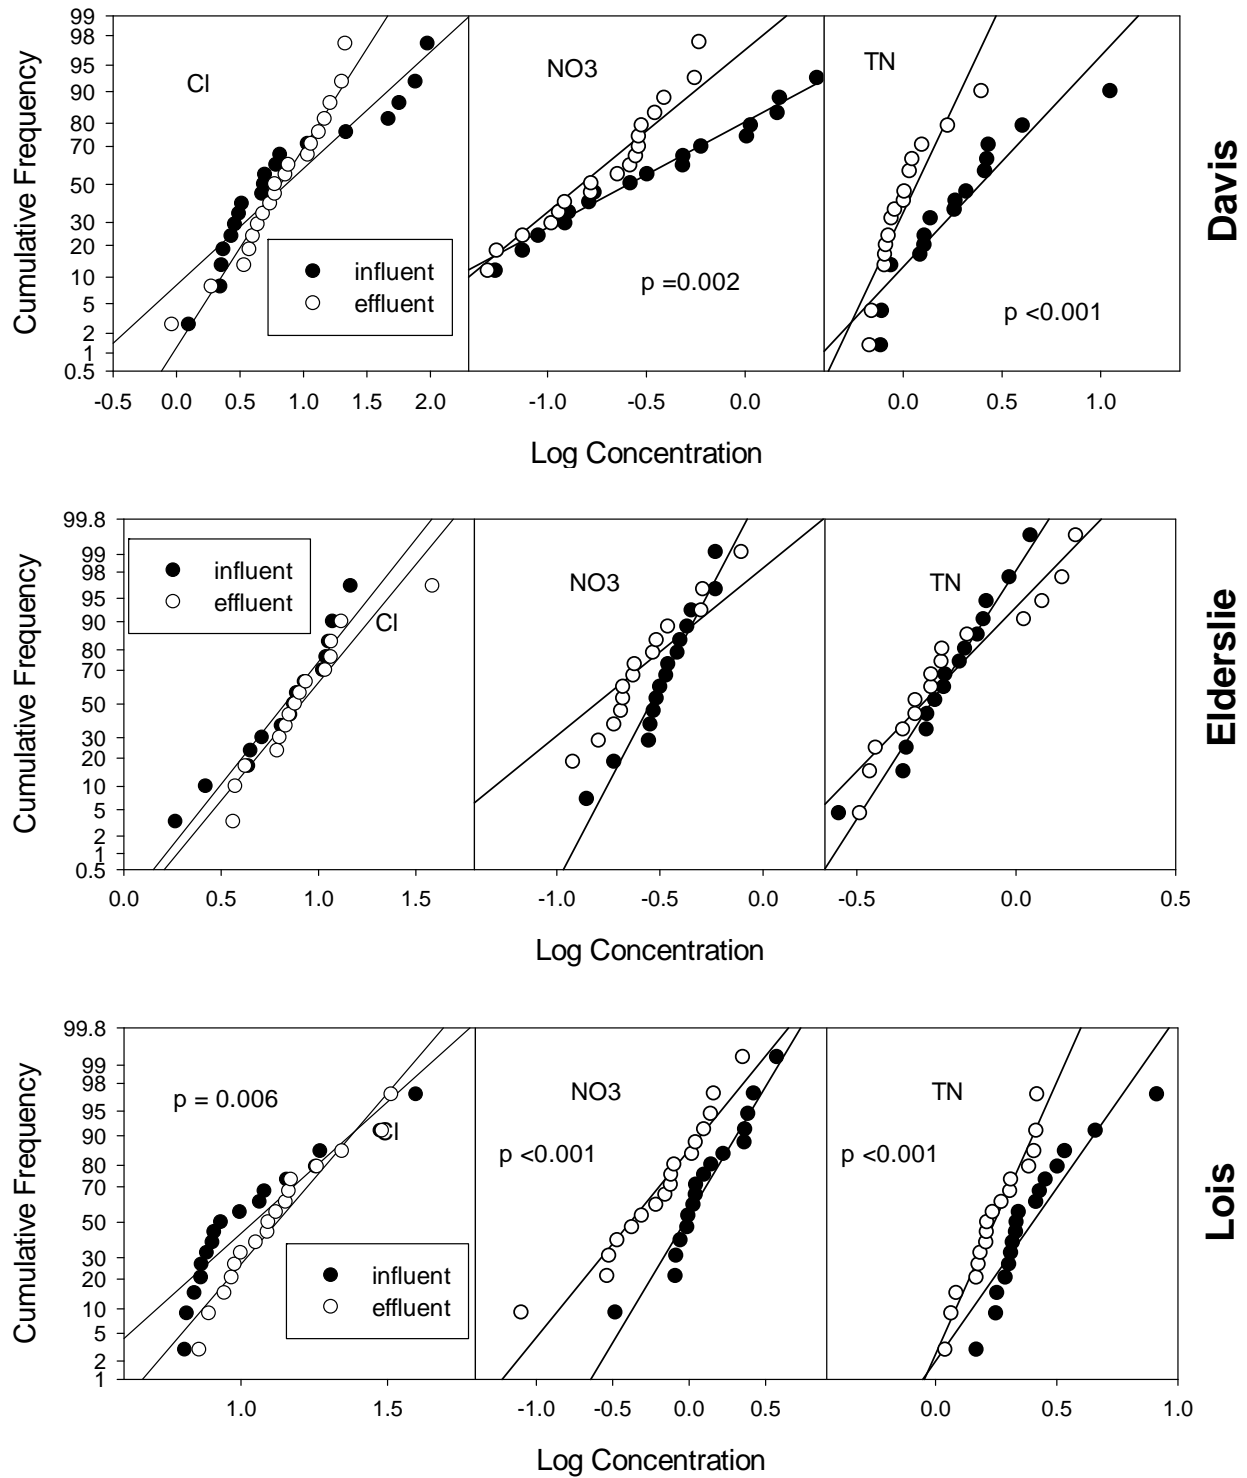 99
98
95
90
80
70
50
30
20
10
5
2
1
0.5
Cumulative Frequency
Cl
NO3
TN
influent
effluent
p =0.002
p <0.001
-0.5 0.0 0.5 1.0 1.5 2.0
-1.0 -0.5 0.0
0.0 0.5 1.0
Log Concentration
Davis
99.8
99
98
95
90
80
70
50
30
20
10
5
2
1
0.5
Cumulative Frequency
influent
effluent
Cl
NO3
TN
0.0 0.5 1.0 1.5
-1.0 -0.5 0.0
-0.5 0.0 0.5
Log Concentration
Elderslie
99.8
99
98
95
90
80
70
50
30
20
10
5
2
1
Cumulative Frequency
p = 0.006
Cl
NO3
p <0.001
TN
p <0.001
influent
effluent
1.0 1.5
-1.0 -0.5 0.0 0.5
0.0 0.5 1.0
Log Concentration
Lois